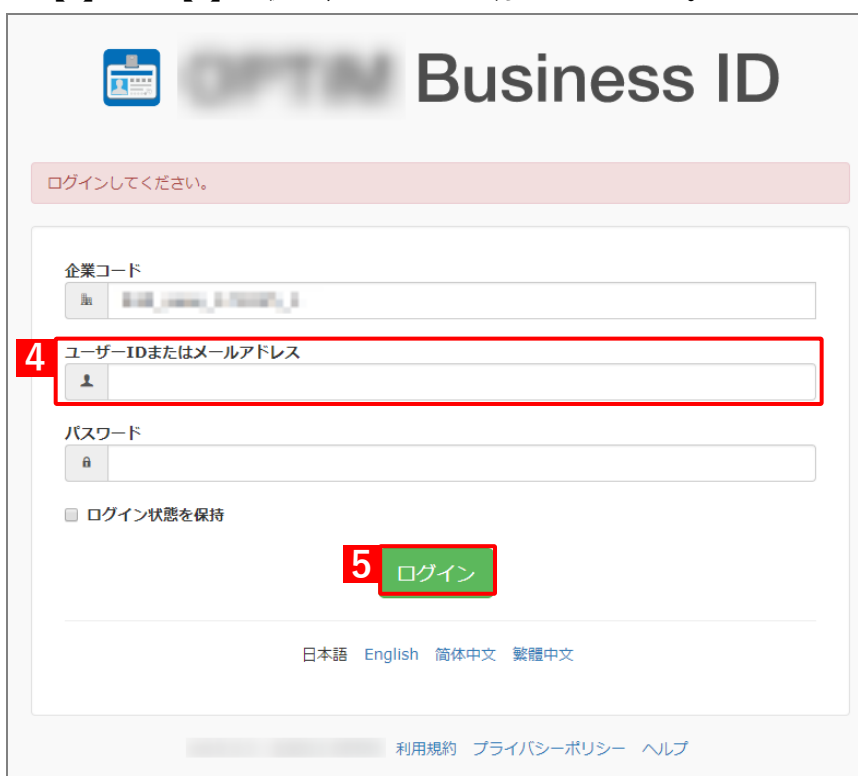 Business ID
ログインしてください。
企業コード
4
ユーザーIDまたはメールアドレス
パスワード
ログイン状態を保持
5 ログイン
日本語 English 简体中文 繁體中文
利用規約 プライバシーポリシー ヘルプ